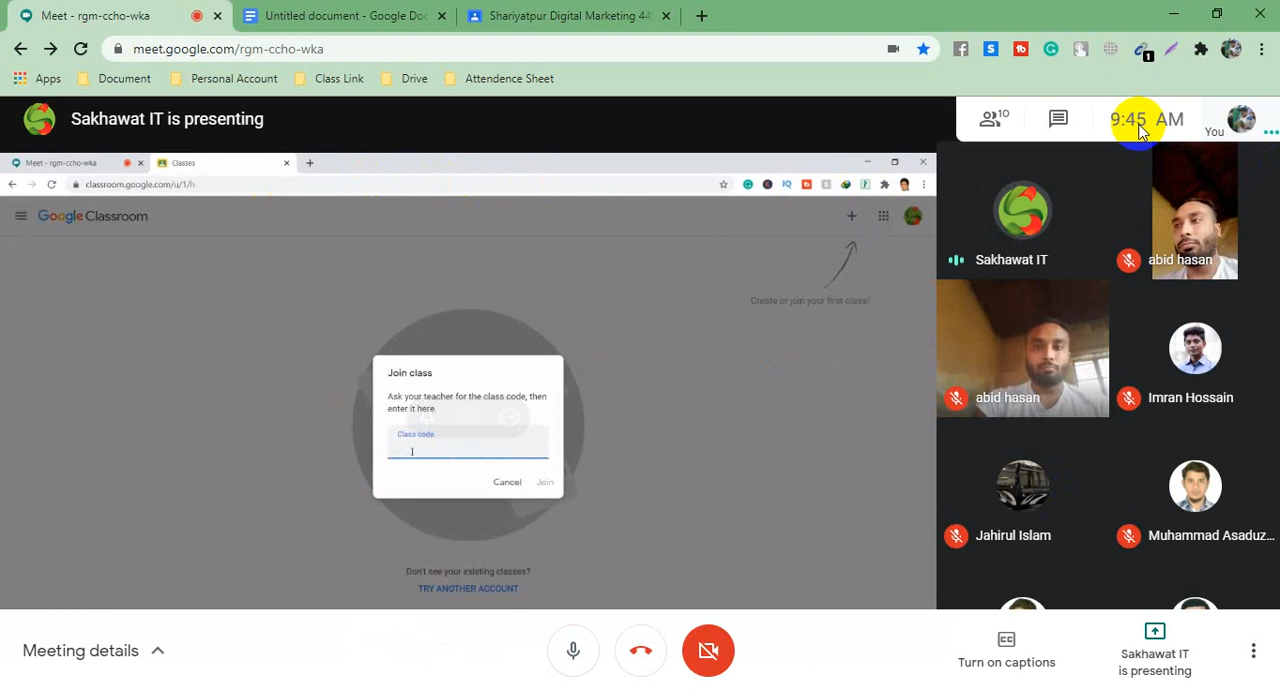 Meet - rgm-ccho-wka
Untitled document - Google Doc
Shariyatpur Digital Marketing 44
meet.google.com/rgm-ccho-wka
1
Apps
Document
Personal Account
Class Link
Drive
Attendence Sheet
Sakhawat IT is presenting
10
9:45 AM
You
Meet - rgm-ccho-wka
Classes
classroom.google.com/u/1/h
IQ
Google Classroom
Create or join your first class!
Join class
Ask your teacher for the class code, then
enter it here.
Class code
Cancel
Join
Don't see your existing classes?
TRY ANOTHER ACCOUNT
Sakhawat IT
abid hasan
abid hasan
Imran Hossain
Jahirul Islam
Muhammad Asaduz...
Meeting details
Turn on captions
Sakhawat IT
is presenting